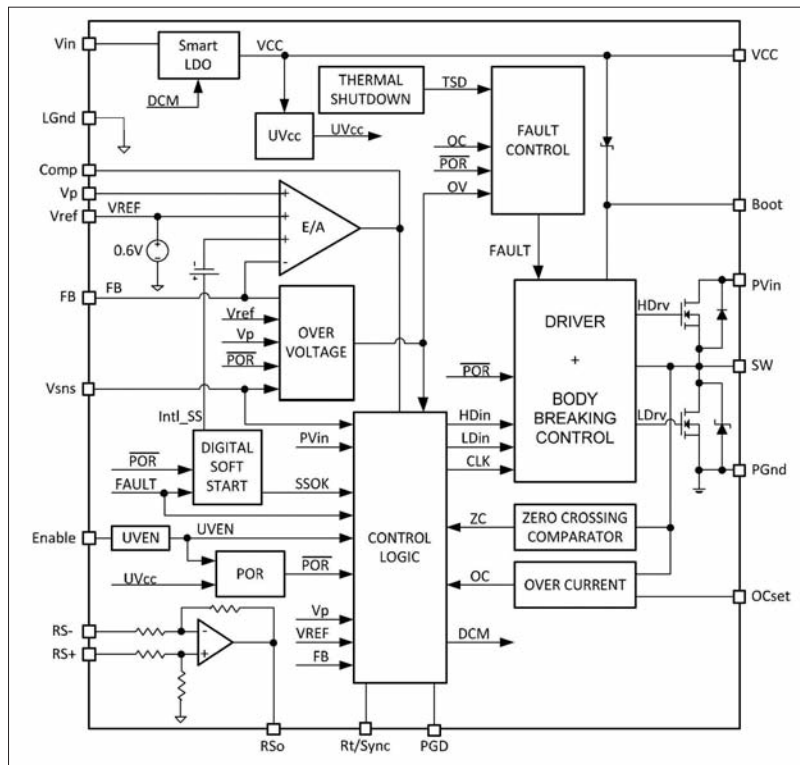 Vin
Smart
LDO
VCC
VCC
DCM
THERMAL
SHUTDOWN
TSD
FAULT
CONTROL
LGnd
UVcc
UVcc
OC
POR
OV
Comp
Vp
Vref
VREF
E/A
Boot
0.6V
FAULT
FB
FB
PVin
Vref
Vp
POR
OVER
VOLTAGE
DRIVER
+
BODY
BREAKING
CONTROL
HDrv
SW
POR
Vsns
Intl_SS
LDrv
HDin
LDin
CLK
PVin
POR
FAULT
DIGITAL
SOFT
START
SSOK
PGnd
CONTROL
LOGIC
ZC
ZERO CROSSING
COMPARATOR
Enable
UVEN
UVEN
UVcc
POR
POR
OC
OVER CURRENT
OCset
Vp
VREF
FB
DCM
RS-
RS+
-
+
RSo
Rt/Sync
PGD